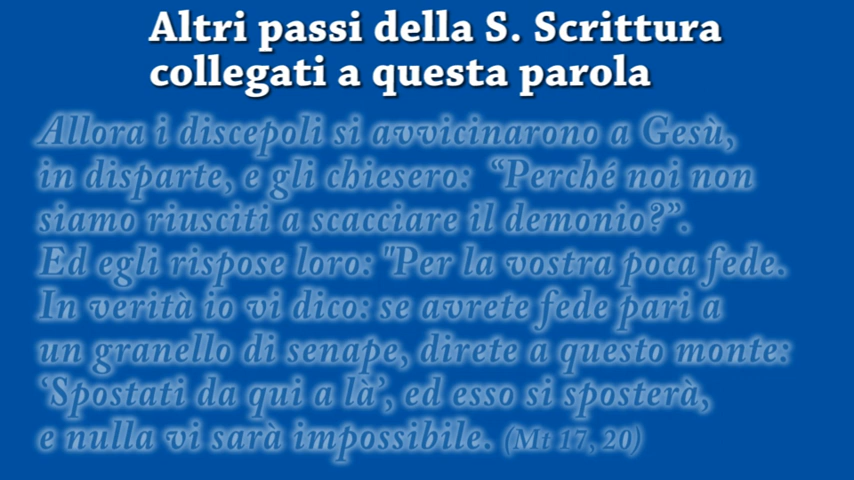 Altri passi della S. Scrittura
collegati a questa parola
Allora i discepoli si avvicinarono a Gesù,
in disparte, e gli chiesero: “Perché noi non
siamo riusciti a scacciare il demonio?”.
Ed egli rispose loro: "Per la vostra poca fede.
In verità io vi dico: se avrete fede pari a
un granello di senape, direte a questo monte:
‘Spostati da qui a là’, ed esso si sposterà,
e nulla vi sarà impossibile. (Mt 17, 20)